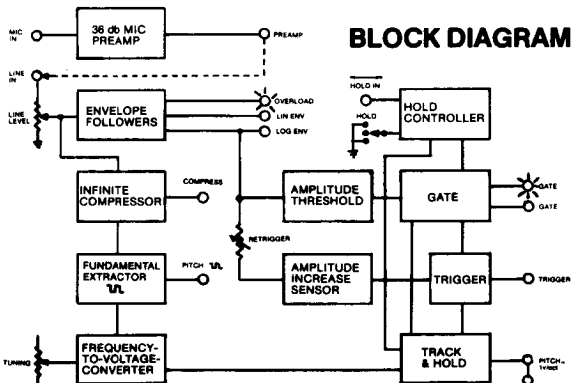 BLOCK DIAGRAM
MIC
IN
36 db MIC
PREAMP
PREAMP
LINE
IN
LINE
LEVEL
ENVELOPE
FOLLOWERS
OVERLOAD
LIN ENV
LOG ENV
HOLD IN
HOLD
HOLD
CONTROLLER
INFINITE
COMPRESSOR
COMPRESS
AMPLITUDE
THRESHOLD
GATE
GATE
GATE
RETRIGGER
FUNDAMENTAL
EXTRACTOR
PITCH
AMPLITUDE
INCREASE
SENSOR
TRIGGER
TRIGGER
TUNING
FREQUENCY-
TO-VOLTAGE-
CONVERTER
TRACK
& HOLD
PITCH
1v/oct